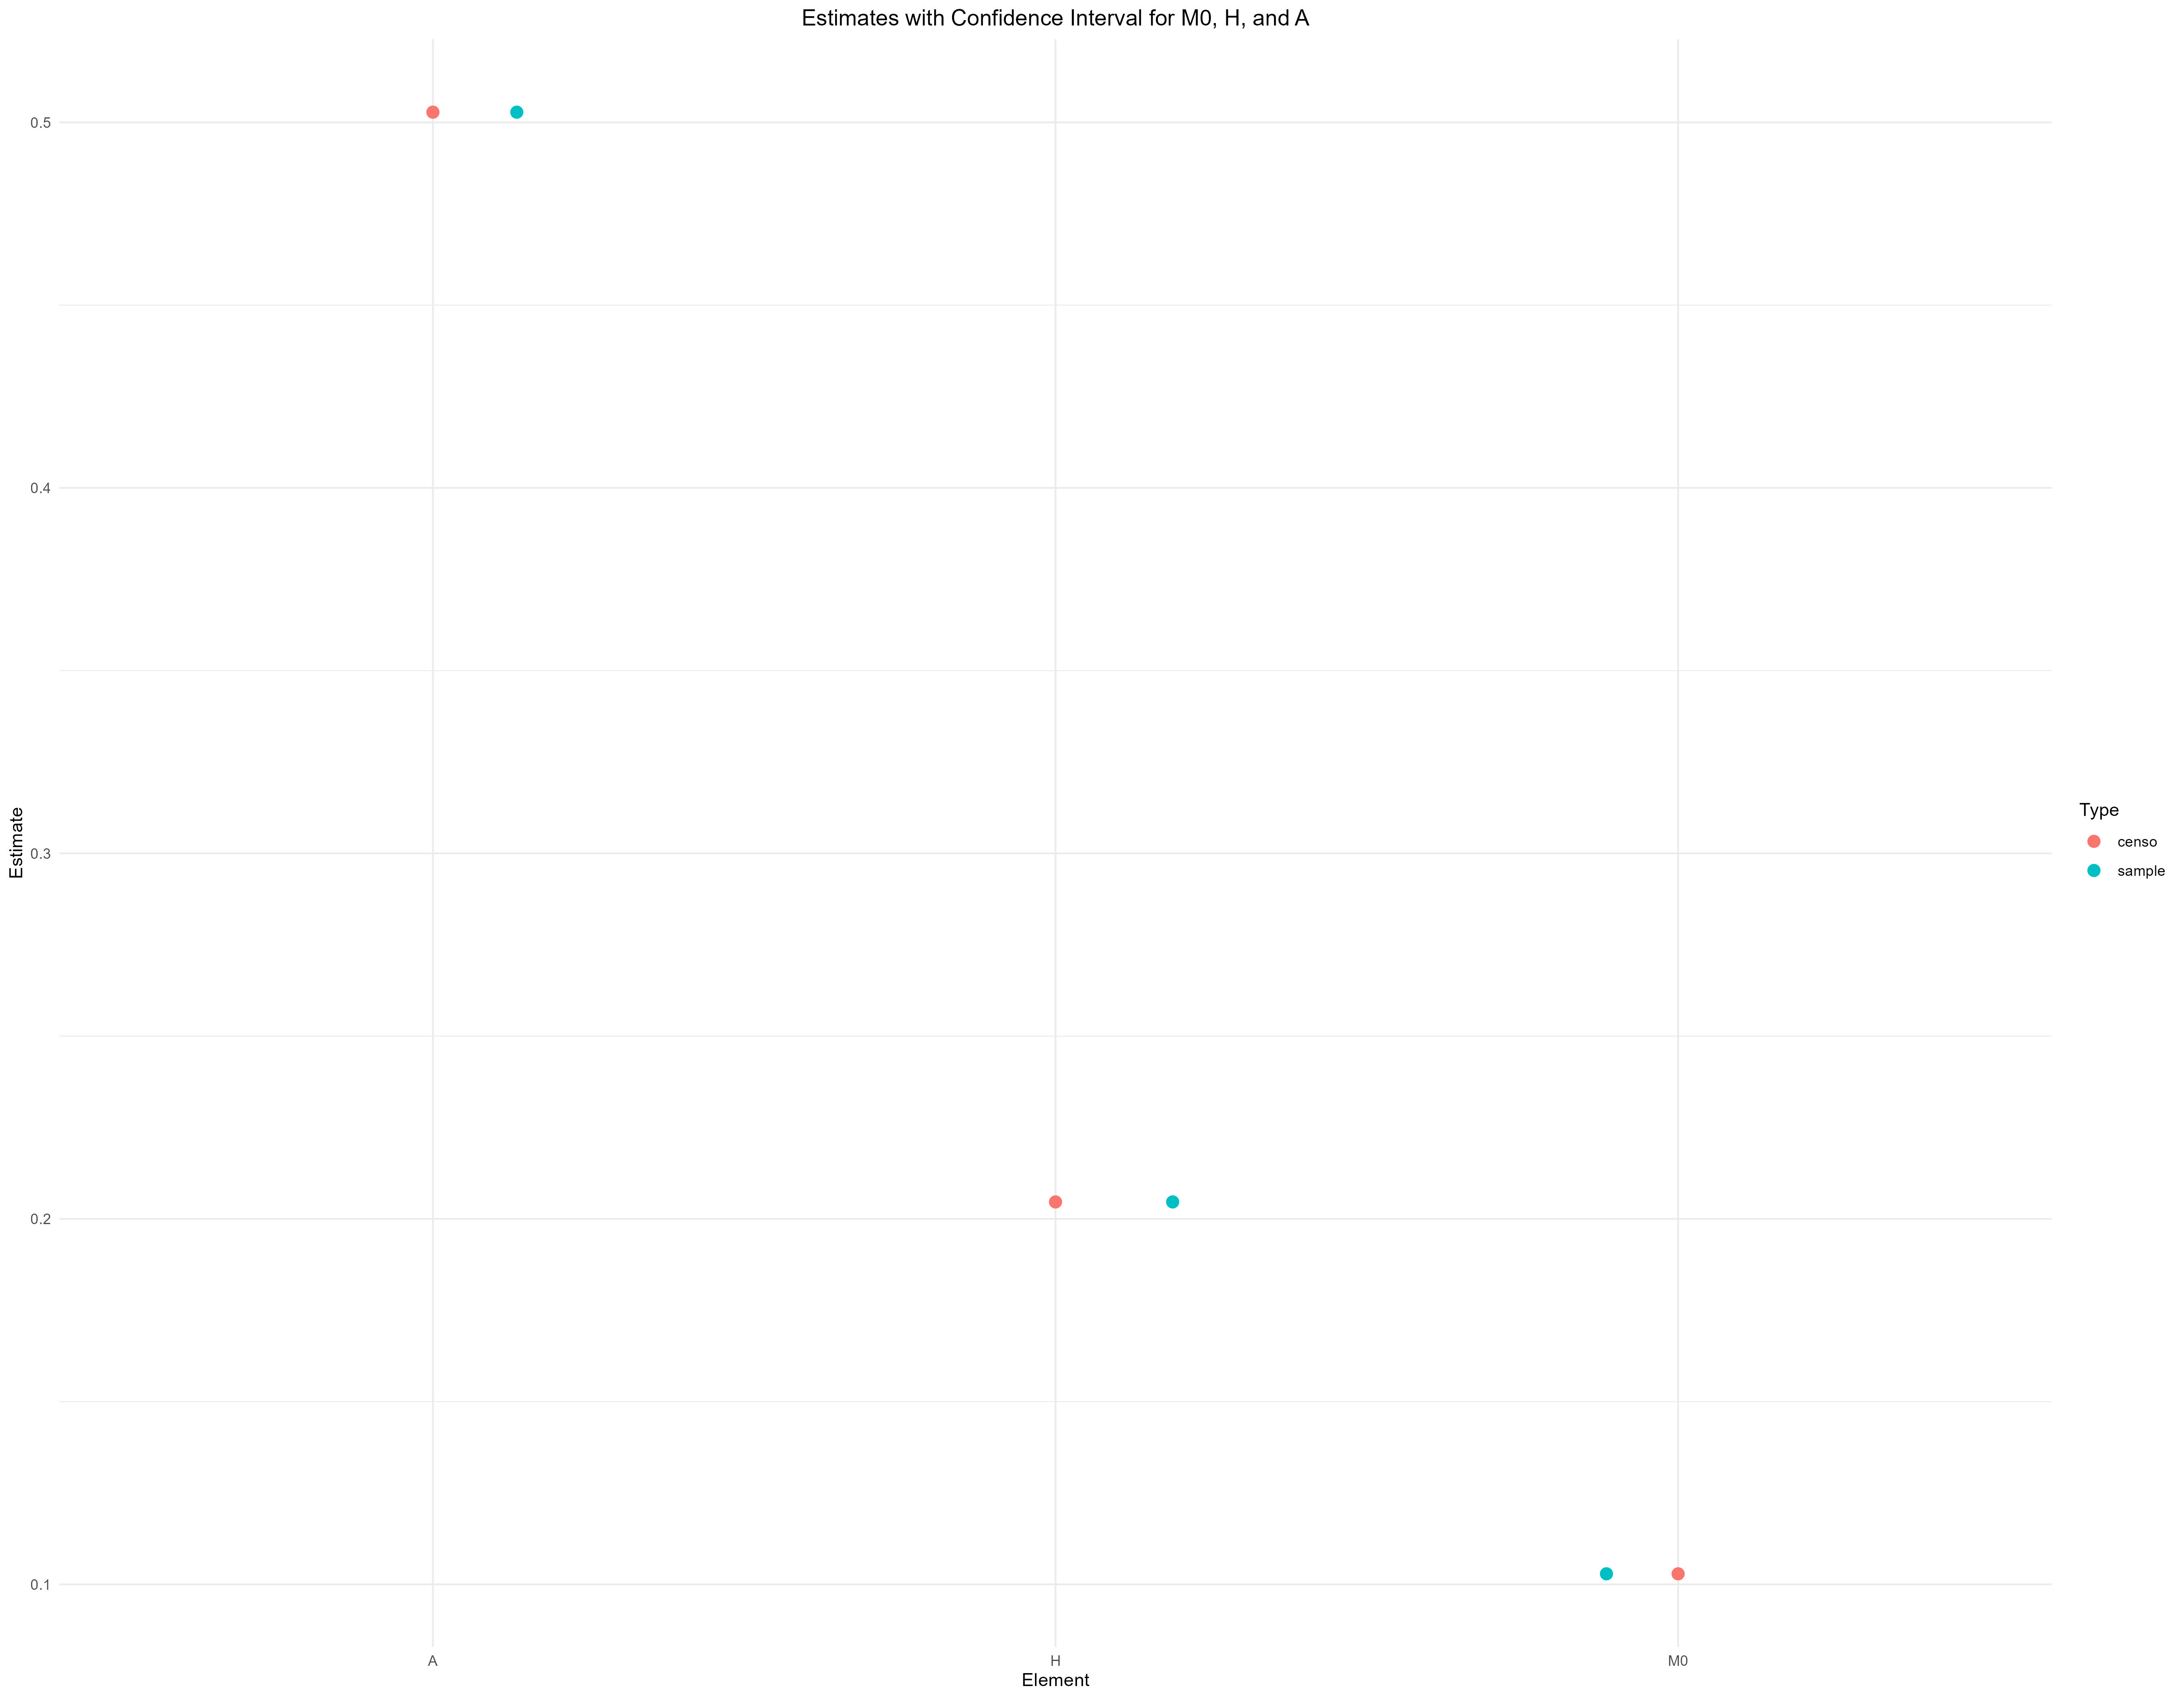 Estimates with Confidence Interval for M0, H, and A
0.5
0.4
0.3
0.2
0.1
Estimate
A
H
M0
Element
Type
censo
sample